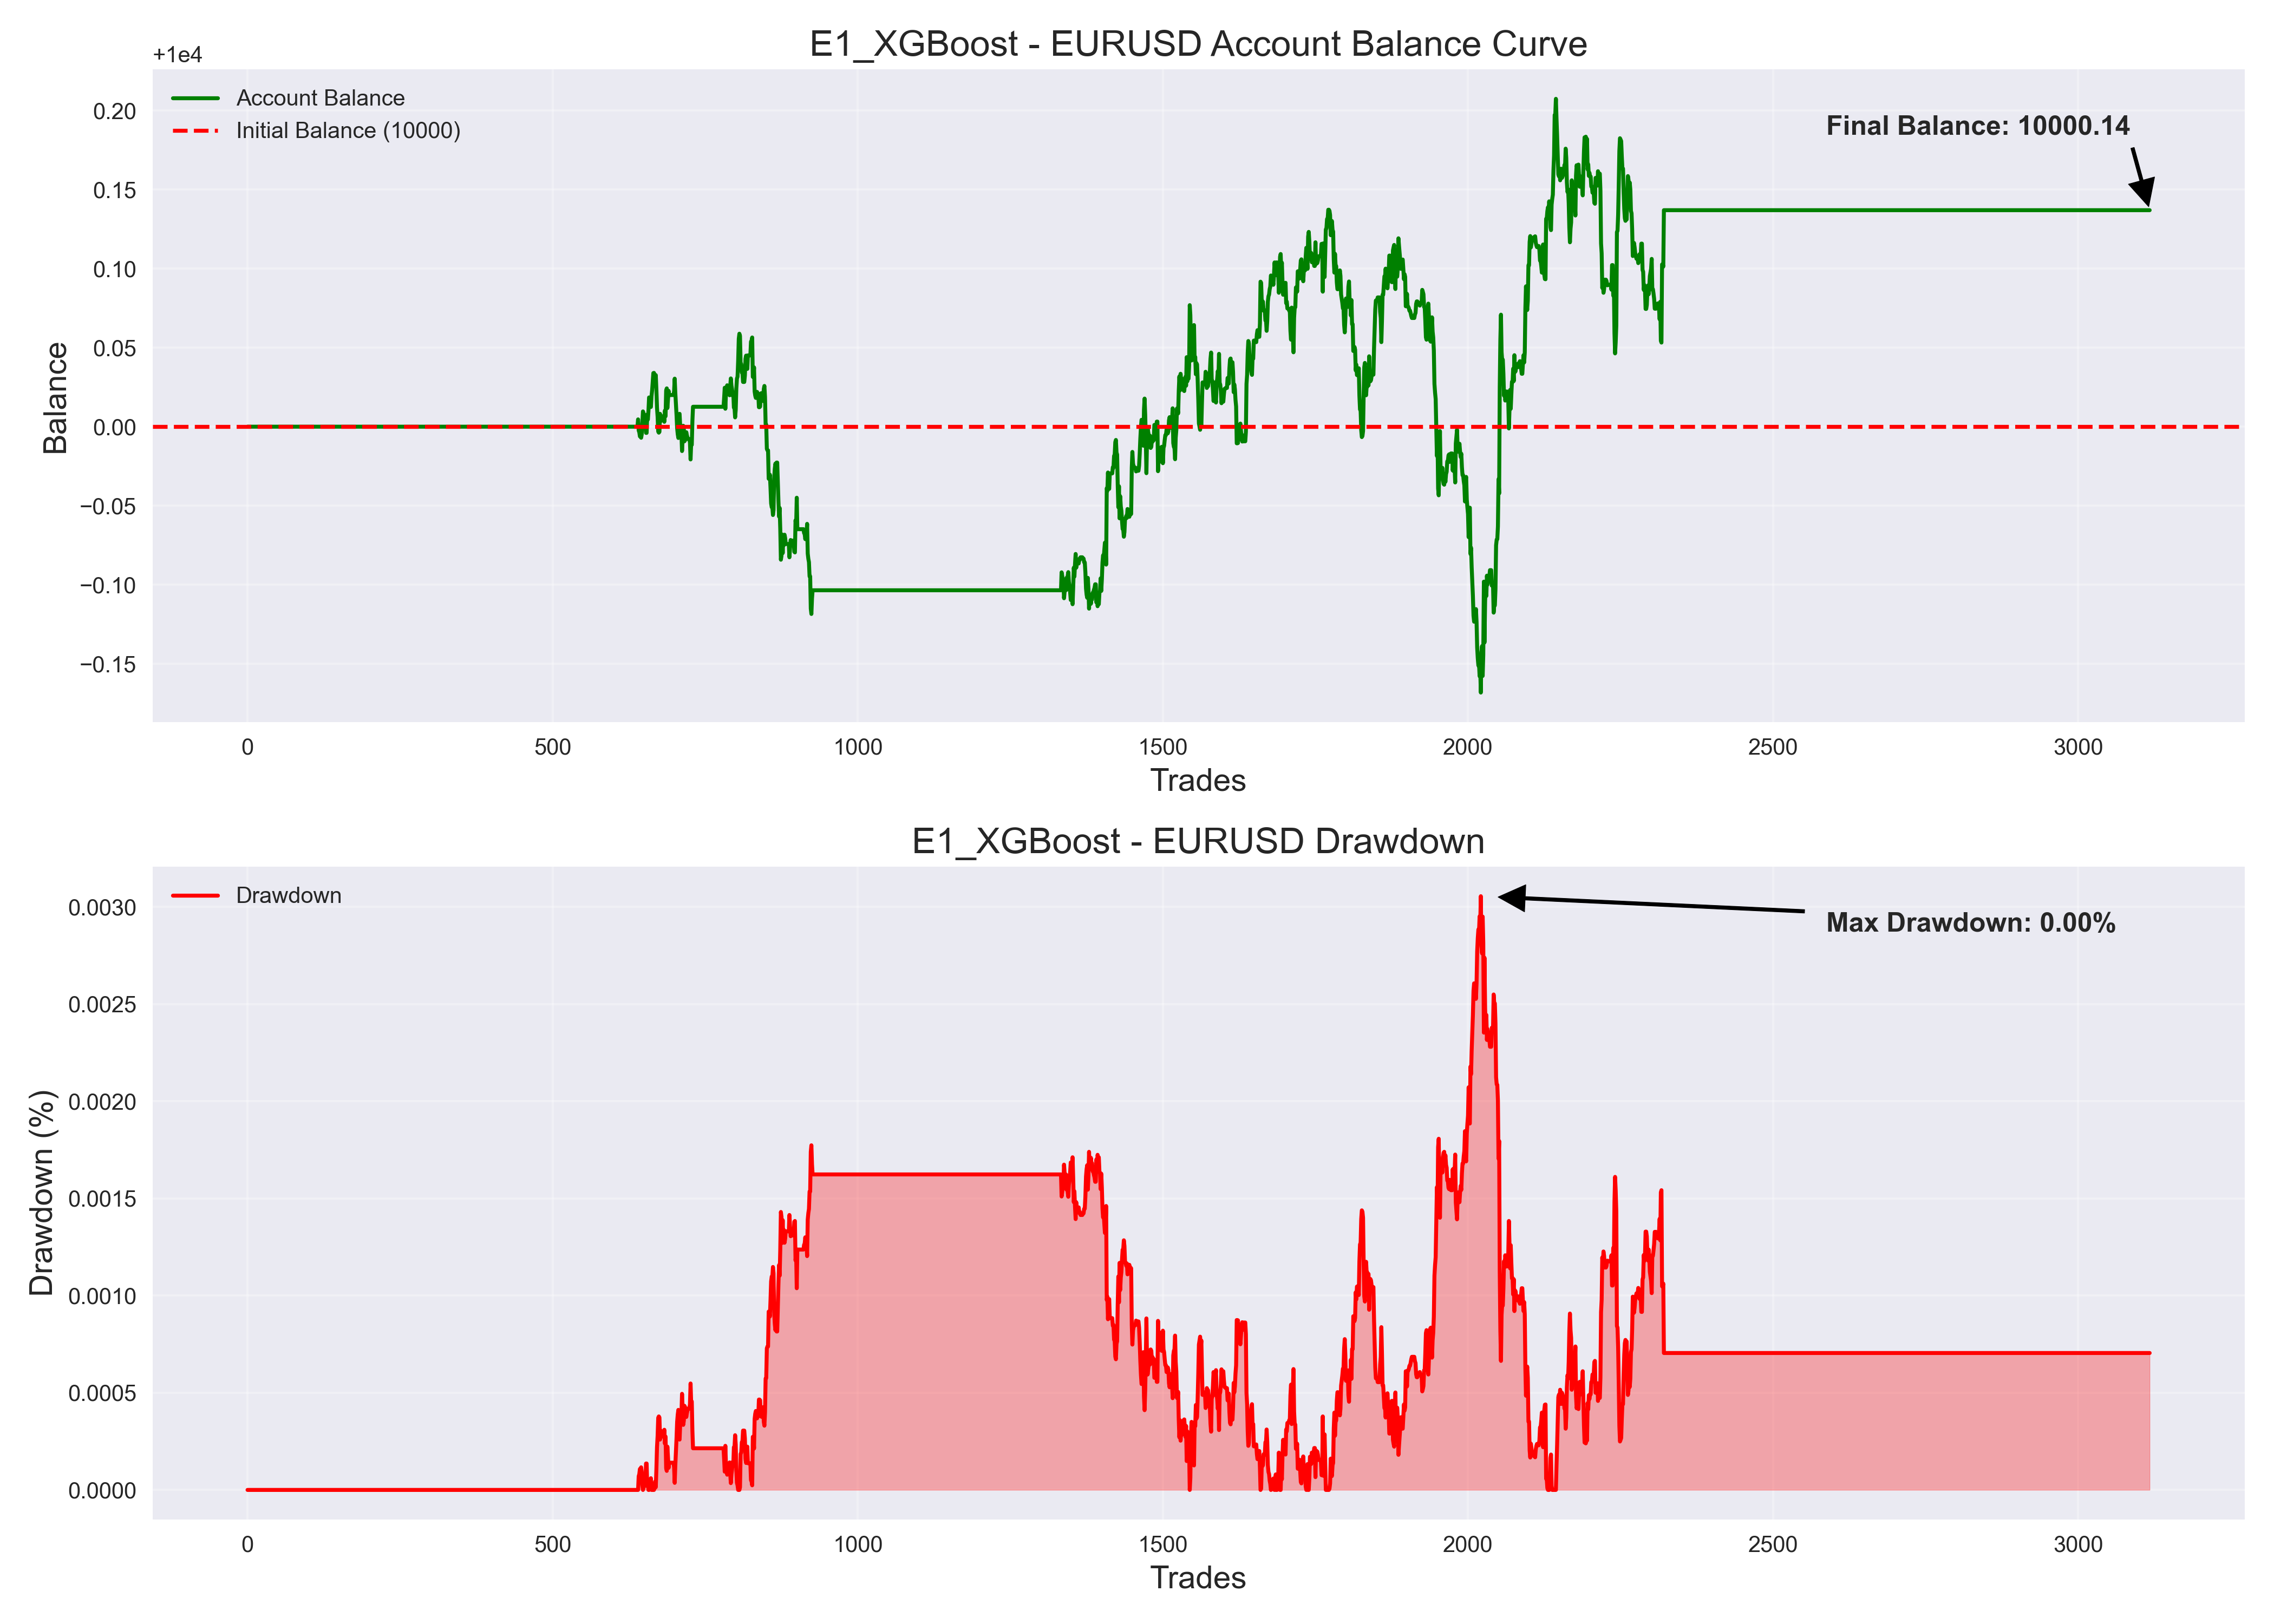 E1_XGBoost - EURUSD Account Balance Curve
+1e4
Account Balance
Initial Balance (10000)
Final Balance: 10000.14
Balance
0.20
0.15
0.10
0.05
0.00
−0.05
−0.10
−0.15
0 500 1000 1500 2000 2500 3000
Trades
E1_XGBoost - EURUSD Drawdown
Drawdown
Max Drawdown: 0.00%
Drawdown (%)
0.0030
0.0025
0.0020
0.0015
0.0010
0.0005
0.0000
0 500 1000 1500 2000 2500 3000
Trades